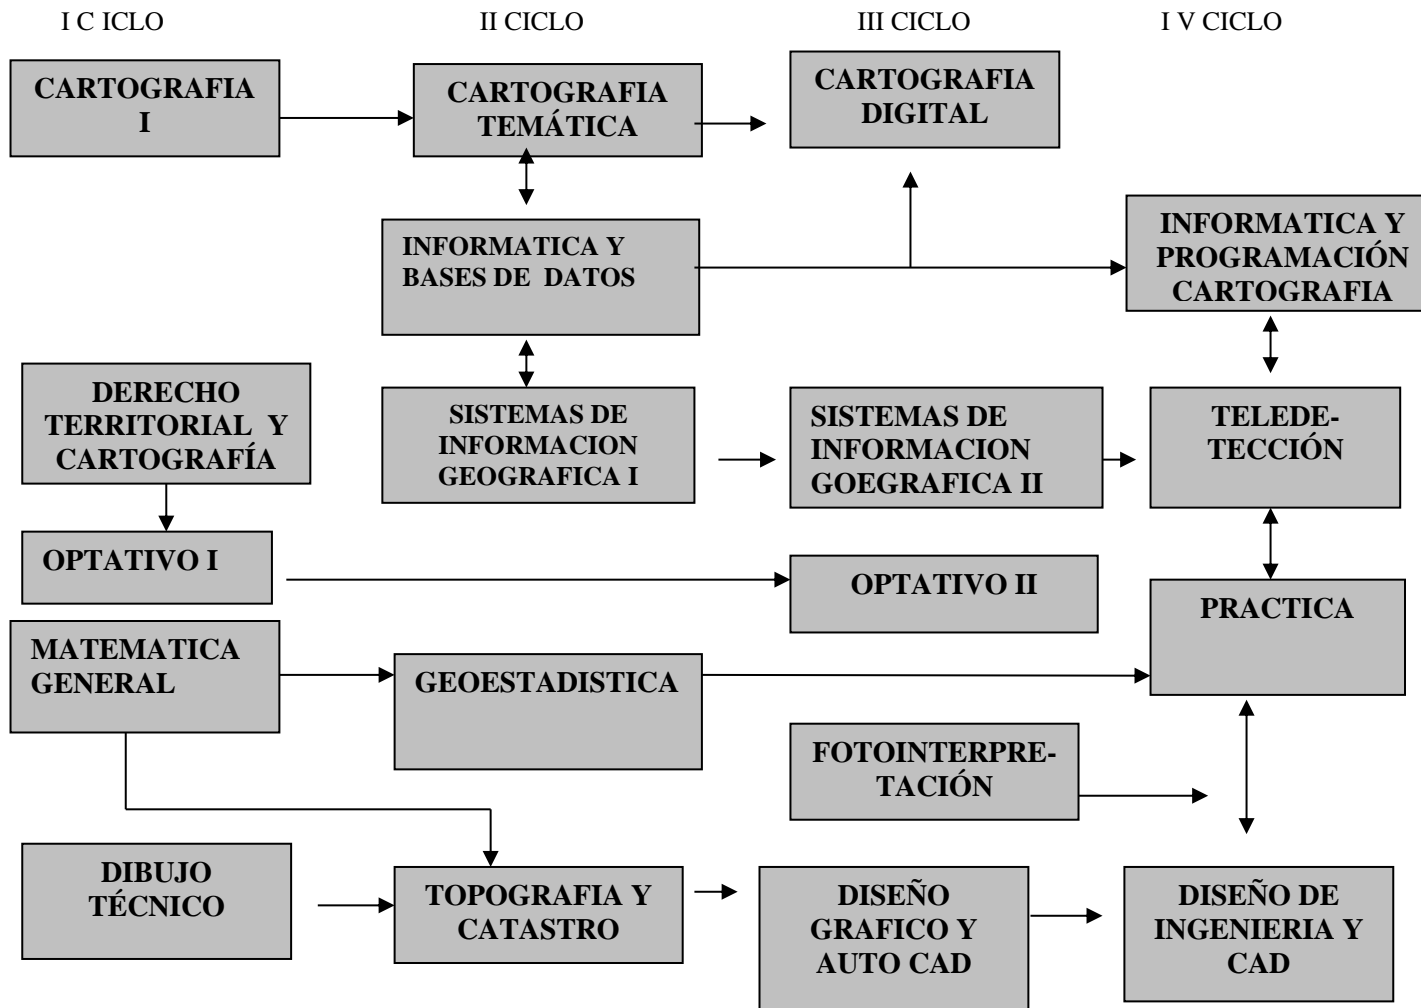 I C ICLO
II CICLO
III CICLO
I V CICLO
CARTOGRAFIA
I
CARTOGRAFIA
TEMÁTICA
CARTOGRAFIA
DIGITAL
INFORMATICA Y
BASES DE DATOS
INFORMATICA Y
PROGRAMACIÓN
CARTOGRAFIA
DERECHO
TERRITORIAL Y
CARTOGRAFÍA
SISTEMAS DE
INFORMACION
GEOGRAFICA I
SISTEMAS DE
INFORMACION
GOEGRAFICA II
TELEDE-
TECCIÓN
OPTATIVO I
OPTATIVO II
PRACTICA
MATEMATICA
GENERAL
GEOESTADISTICA
FOTOINTERPRE-
TACIÓN
DIBUJO
TÉCNICO
TOPOGRAFIA Y
CATASTRO
DISEÑO
GRAFICO Y
AUTO CAD
DISEÑO DE
INGENIERIA Y
CAD